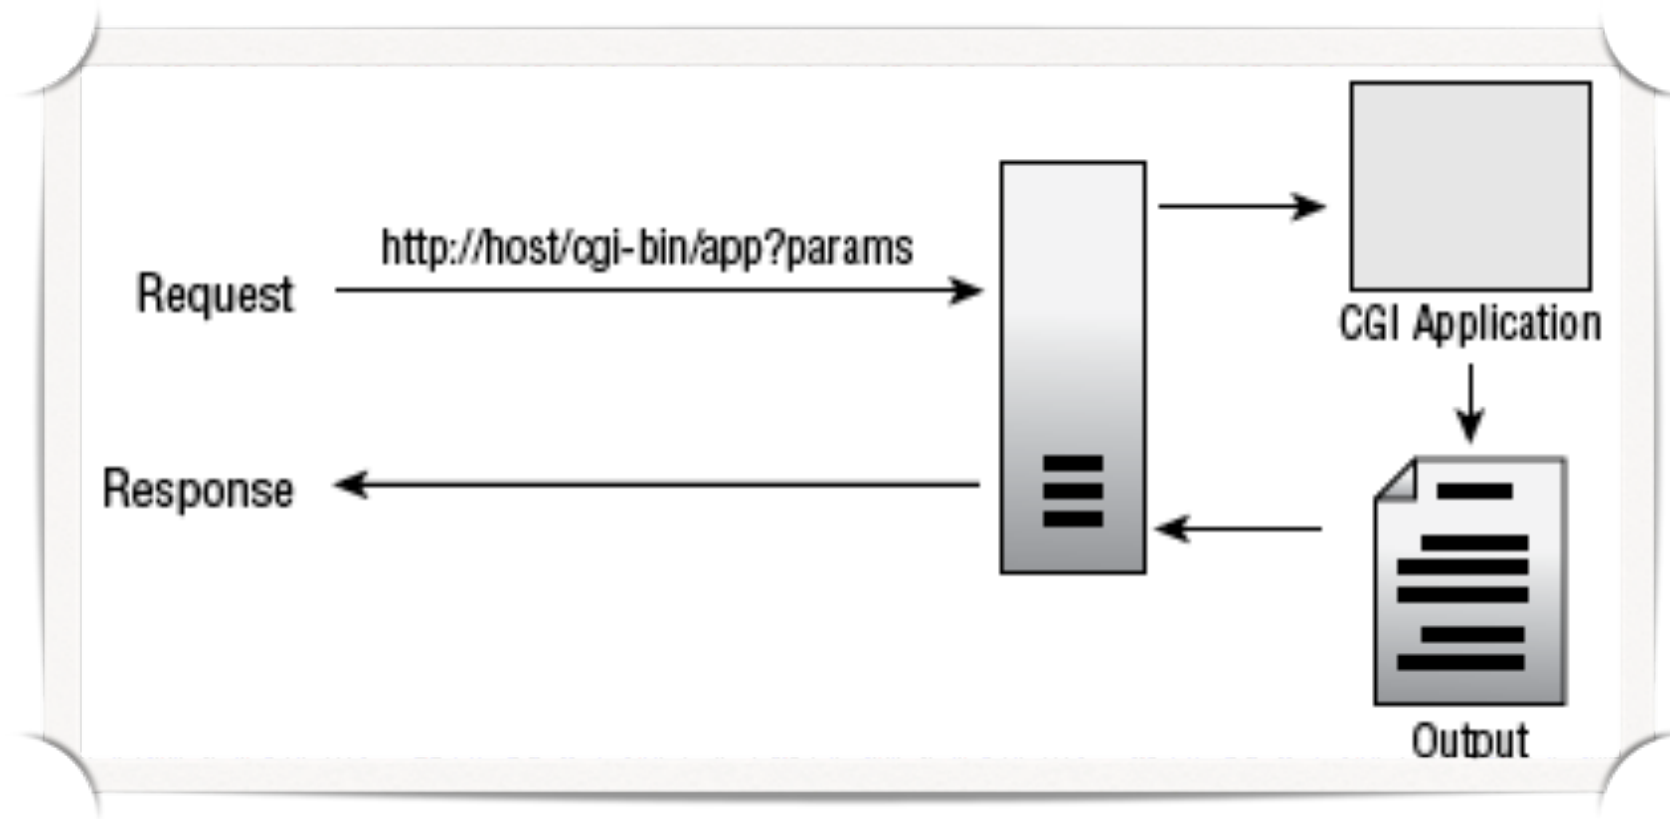 http://host/cgi-bin/app?params
Request
CGI Application
Response
Output